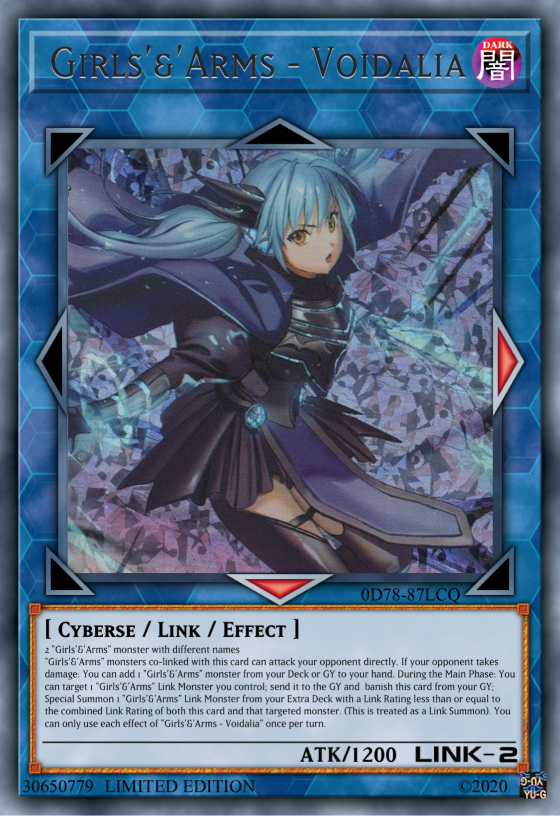 Girls'&'Arms - Voidalia
DARK
闇
0D78-87LCQ
[ Cyberse / Link / Effect ]
2 "Girls'&'Arms" monster with different names
"Girls'&'Arms" monsters co-linked with this card can attack your opponent directly. If your opponent takes
damage: You can add 1 "Girls'&'Arms" monster from your Deck or GY to your hand. During the Main Phase: You
can target 1 "Girls'&'Arms" Link Monster you control; send it to the GY and banish this card from your GY;
Special Summon 1 "Girls'&'Arms" Link Monster from your Extra Deck with a Link Rating less than or equal to
the combined Link Rating of both this card and that targeted monster. (This is treated as a Link Summon). You
can only use each effect of "Girls'&'Arms - Voidalia" once per turn.
ATK/1200 LINK-2
30650779 LIMITED EDITION ©2020
YU-G
YU-G